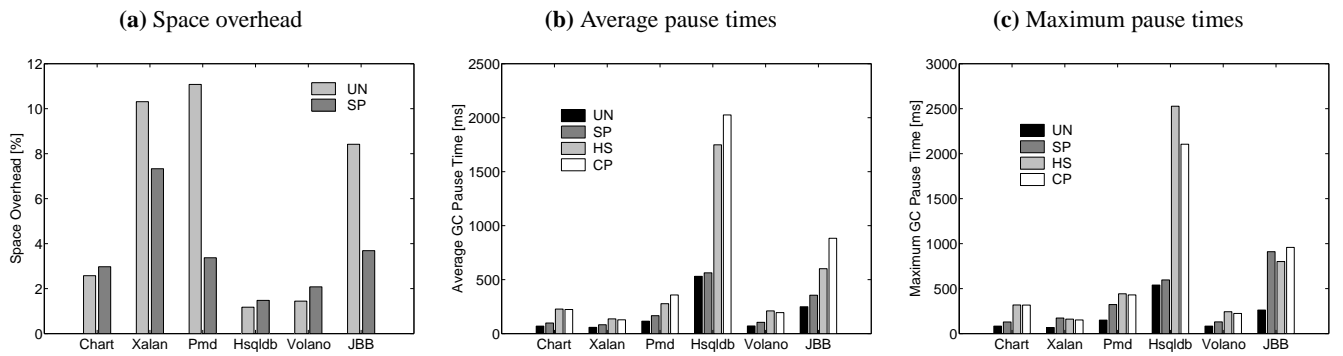 (a) Space overhead
12
10
8
6
4
2
0
Space Overhead [%]
UN
SP
Chart Xalan Pmd Hsqldb Volano JBB
(b) Average pause times
2500
2000
1500
1000
500
0
Average GC Pause Time [ms]
UN
SP
HS
CP
Chart Xalan Pmd Hsqldb Volano JBB
(c) Maximum pause times
3000
2500
2000
1500
1000
500
0
Maximum GC Pause Time [ms]
UN
SP
HS
CP
Chart Xalan Pmd Hsqldb Volano JBB